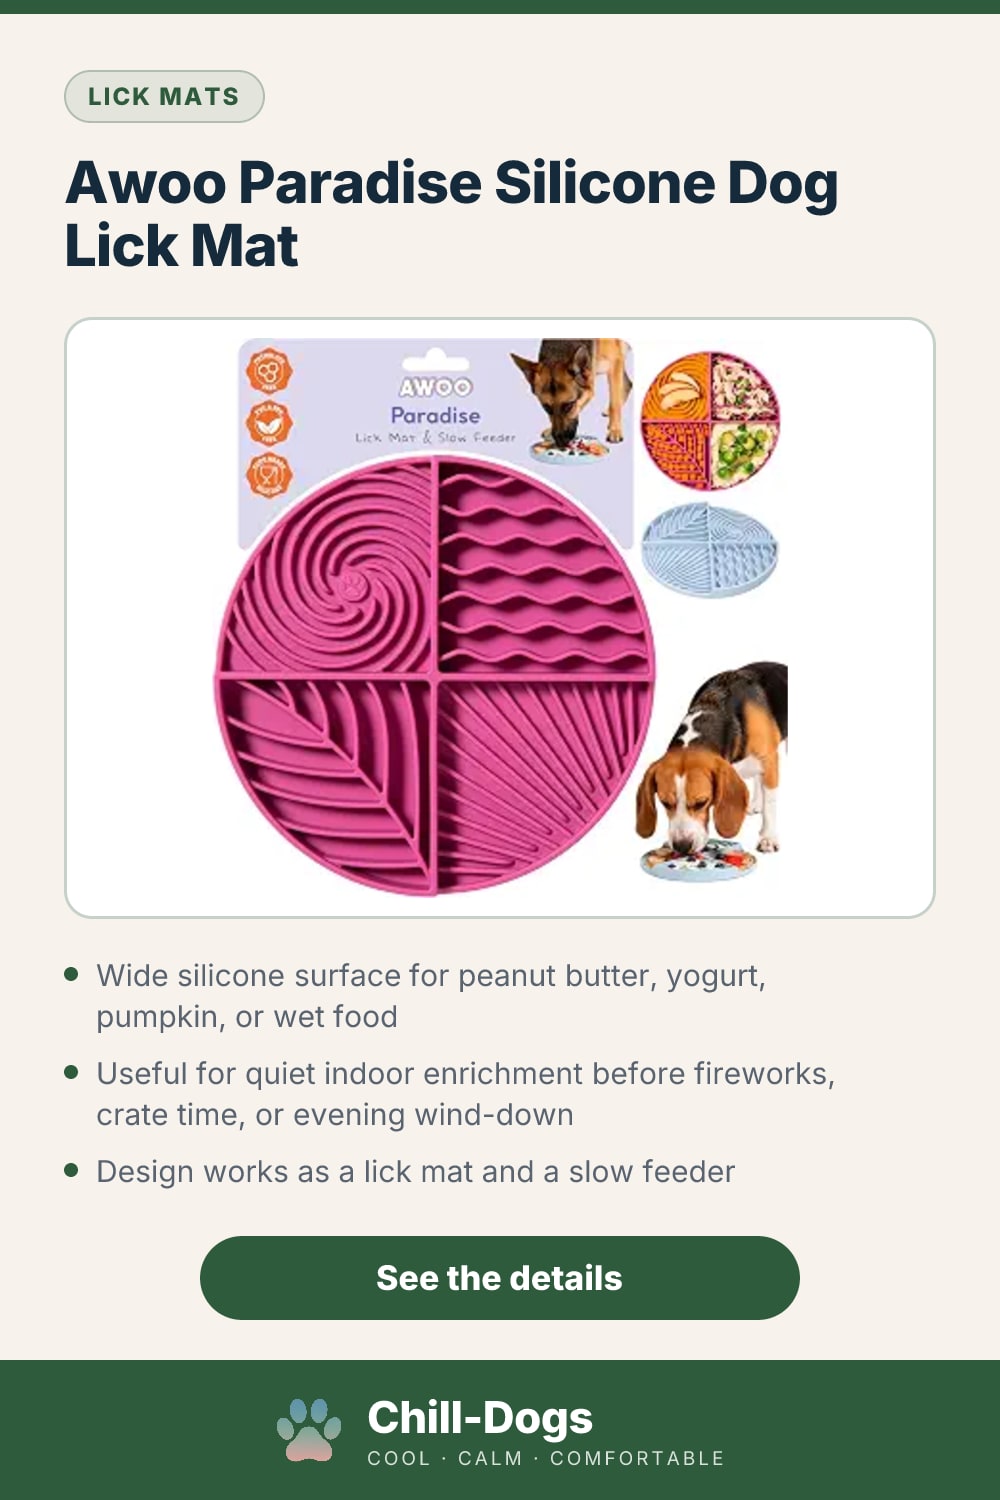 LICK MATS
Awoo Paradise Silicone Dog
Lick Mat
AWOO
Paradise
Lick Mat & Slow Feeder
Wide silicone surface for peanut butter, yogurt,
pumpkin, or wet food
Useful for quiet indoor enrichment before fireworks,
crate time, or evening wind-down
Design works as a lick mat and a slow feeder
See the details
Chill-Dogs
COOL · CALM · COMFORTABLE